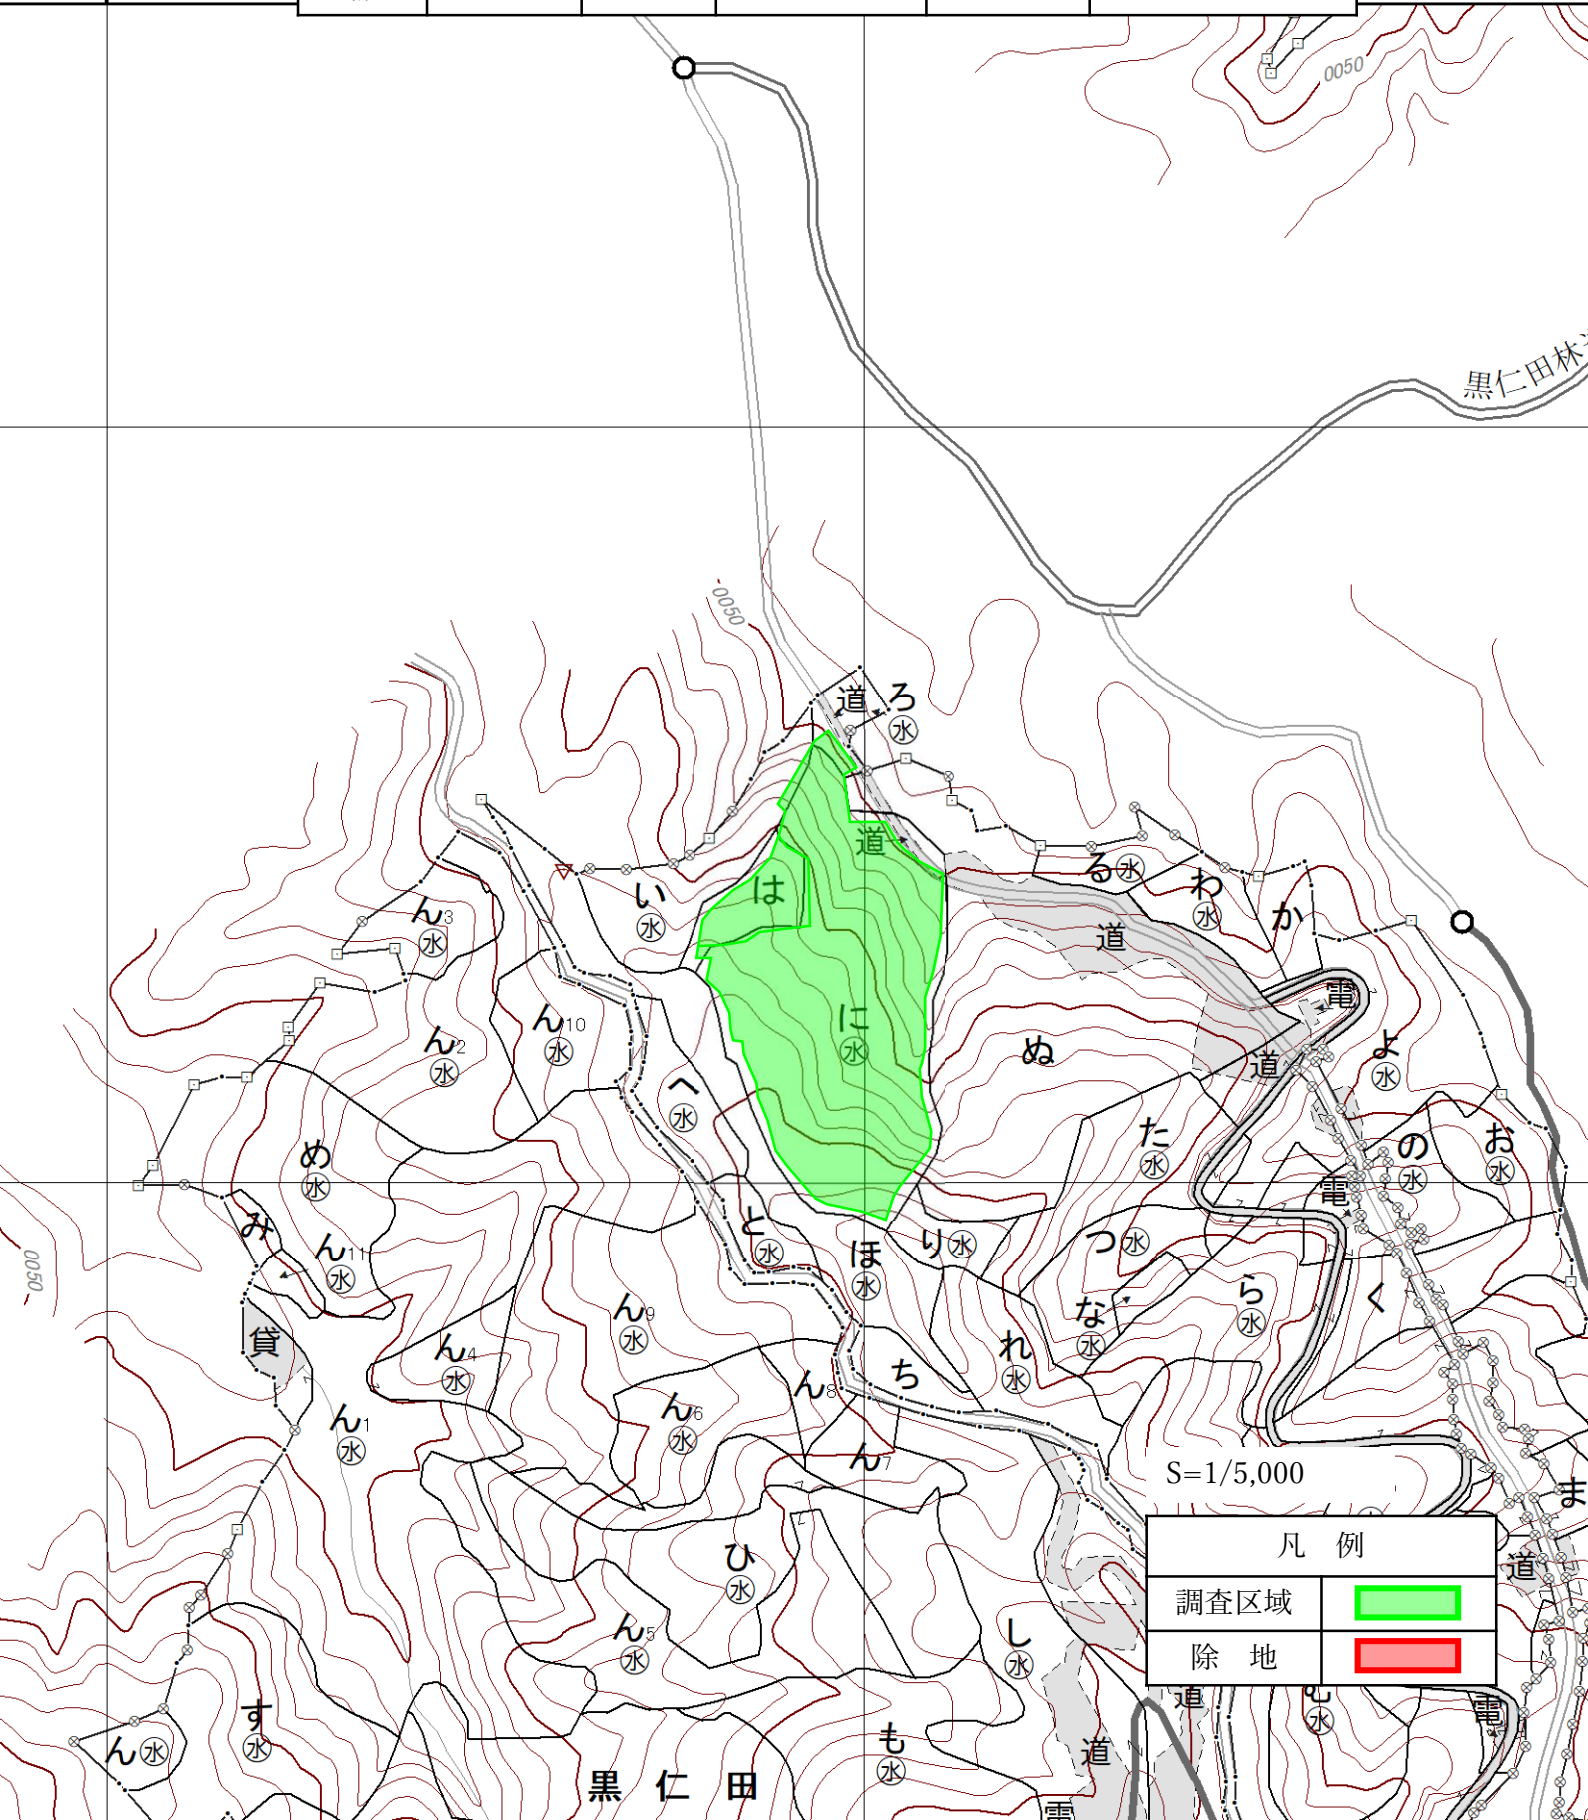 0050
黒仁田林
0050
道 ろ
水
道
る 水
は
い
水
わ
水
か
ん3
水
道
電
に
水
ん10
水
ん2
水
ぬ
よ
水
道
へ
水
た
水
の
水
お
水
め
水
電
み
ん11
水
と
水
ほ
水
り 水
つ 水
0050
ら
水
く
な
水
ん9
水
貸
ん4
水
れ
水
ち
ん8
ん6
水
ん1
水
ん7
S=1/5,000
ま
凡 例
調査区域
除 地
道
ひ
水
ん5
水
し
水
む
水
道
電
す
水
ん 水
も
水
道
黒 仁 田
電